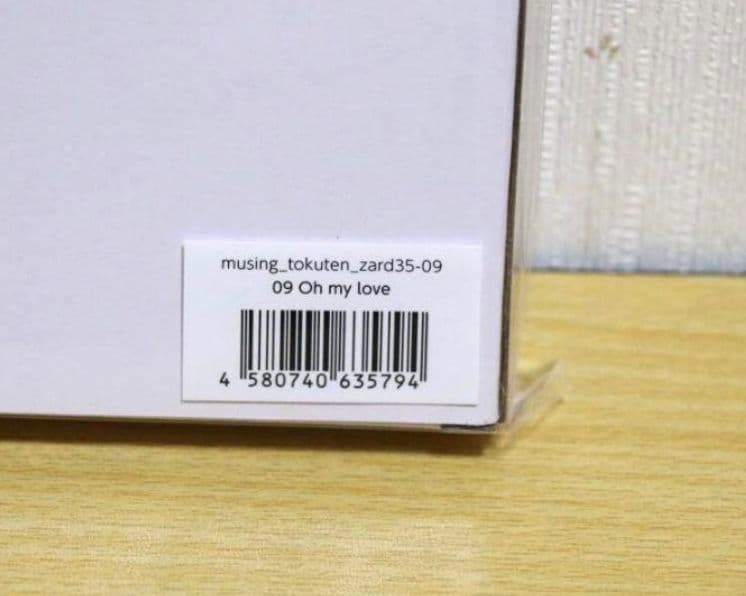 musing_tokuten_zard35-09
09 Oh my love
4 580740 635794